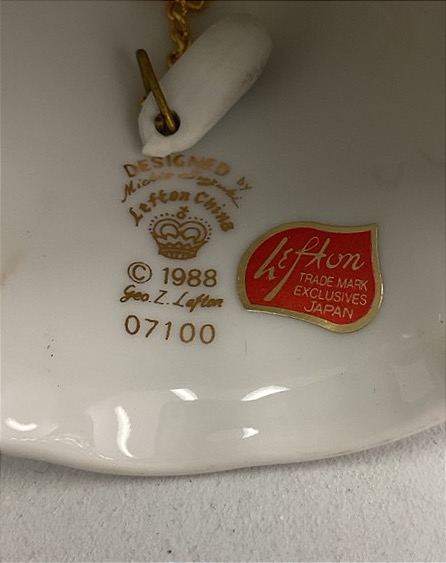 DESIGNED by
Lefton China
© 1988
Geo. Z. Lefton
07100
Lefton
TRADE MARK
EXCLUSIVES
JAPAN